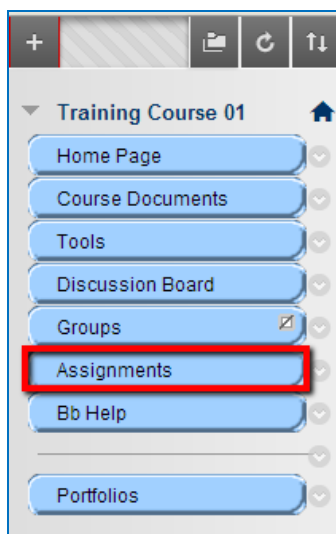 Training Course 01
Home Page
Course Documents
Tools
Discussion Board
Groups
Assignments
Bb Help
Portfolios